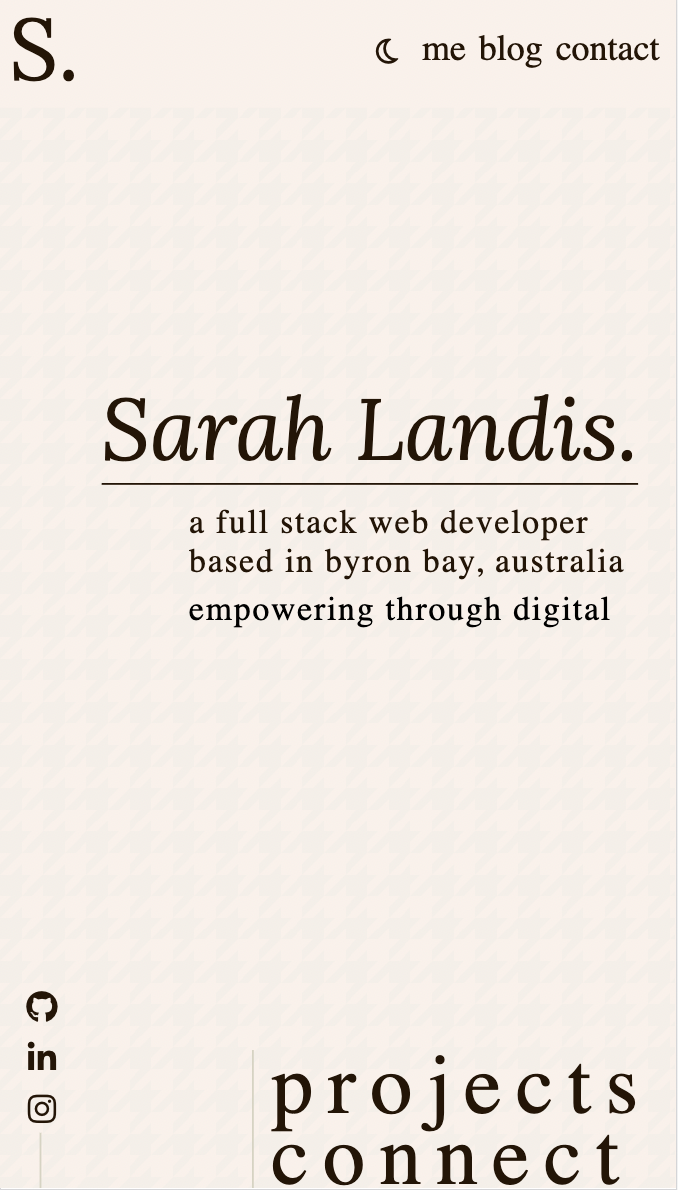 S.
me blog contact
Sarah Landis.
a full stack web developer
based in byron bay, australia
empowering through digital
in
projects
connect